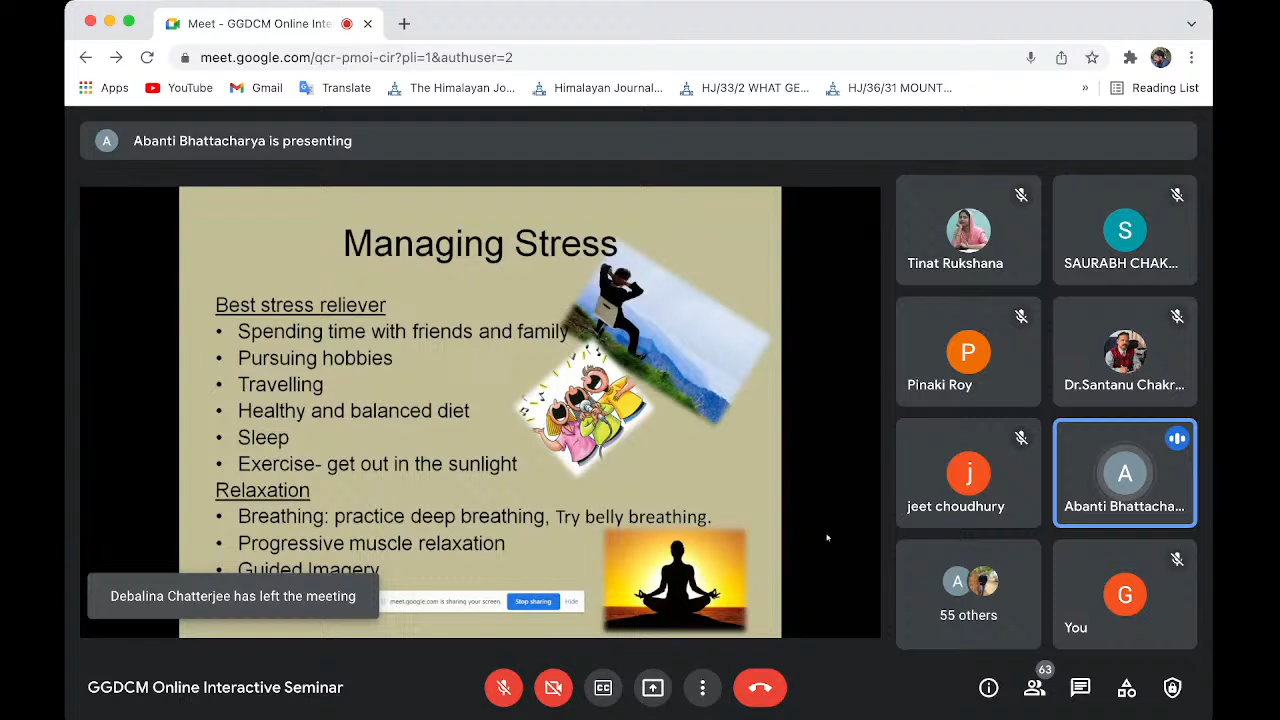 Meet - GGDCM Online Inte
meet.google.com/qcr-pmoi-cir?pli=1&authuser=2
Apps YouTube Gmail Translate The Himalayan Jo... Himalayan Journal... HJ/33/2 WHAT GE... HJ/36/31 MOUNT... » Reading List
A Abanti Bhattacharya is presenting
Managing Stress
Best stress reliever
• Spending time with friends and family
• Pursuing hobbies
• Travelling
• Healthy and balanced diet
• Sleep
• Exercise- get out in the sunlight
Relaxation
• Breathing: practice deep breathing, Try belly breathing.
• Progressive muscle relaxation
• Guided Imagery
Debalina Chatterjee has left the meeting
meet.google.com is sharing your screen. Stop sharing Hide
Tinat Rukshana
S
SAURABH CHAK...
P
Pinaki Roy
Dr.Santanu Chakr...
j
jeet choudhury
A
Abanti Bhattacha...
A
55 others
G
You
GGDCM Online Interactive Seminar
CC
63